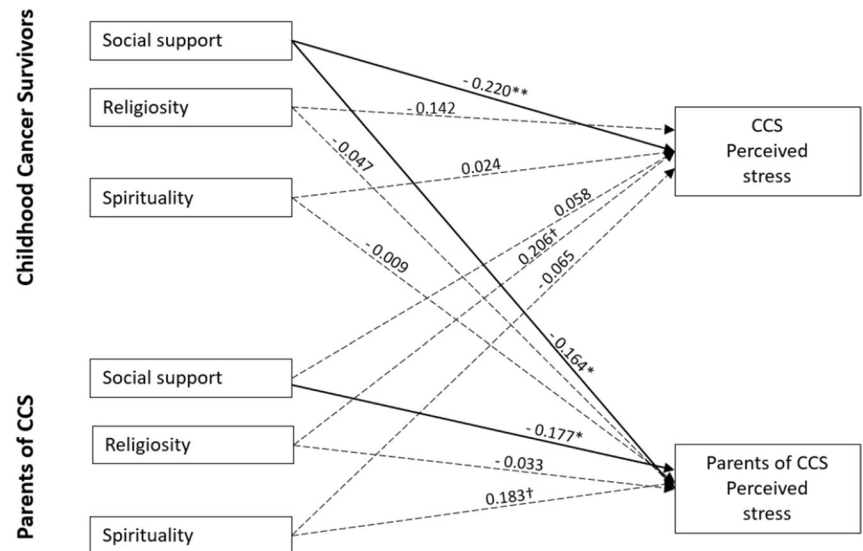 Childhood Cancer Survivors
Social support
Religiosity
Spirituality
- 0.220**
- 0.142
- 0.047
0.024
- 0.009
0.058
0.206†
- 0.065
- 0.164*
CCS
Perceived
stress
Parents of CCS
Social support
Religiosity
Spirituality
- 0.177*
- 0.033
0.183†
Parents of CCS
Perceived
stress